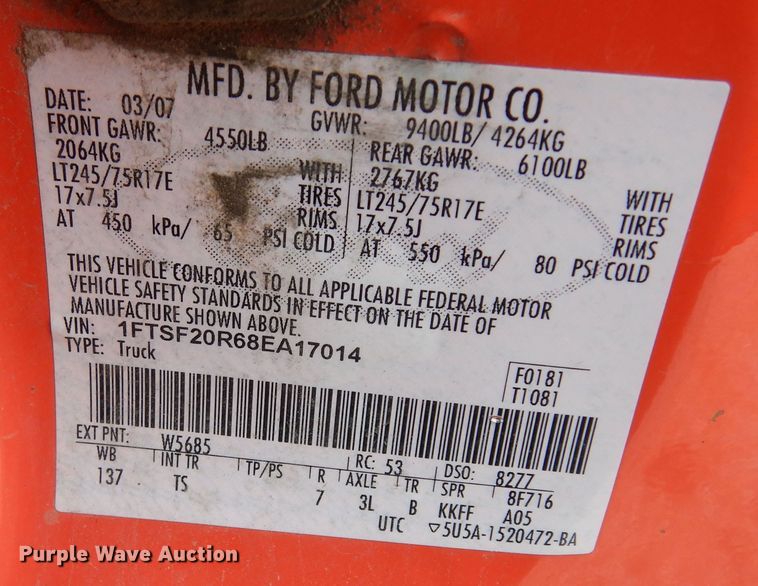 MFD. BY FORD MOTOR CO.
DATE: 03/07 GVWR: 9400LB/ 4264KG
FRONT GAWR: 4550LB REAR GAWR: 6100LB
2064KG WITH 2767KG WITH
LT245/75R17E TIRES LT245/75R17E TIRES
17x7.5J RIMS 17x7.5J RIMS
AT 450 kPa/ 65 PSI COLD AT 550 kPa/ 80 PSI COLD
THIS VEHICLE CONFORMS TO ALL APPLICABLE FEDERAL MOTOR
VEHICLE SAFETY STANDARDS IN EFFECT ON THE DATE OF
MANUFACTURE SHOWN ABOVE.
VIN: 1FTSF20R68EA17014
TYPE: Truck
F0181
T1081
EXT PNT: W5685 RC: 53 DSO: 8277
WB INT TR TP/PS R AXLE TR SPR 8F716
137 TS 7 3L B KKFF A05
UTC ▽5U5A-1520472-BA
Purple Wave Auction